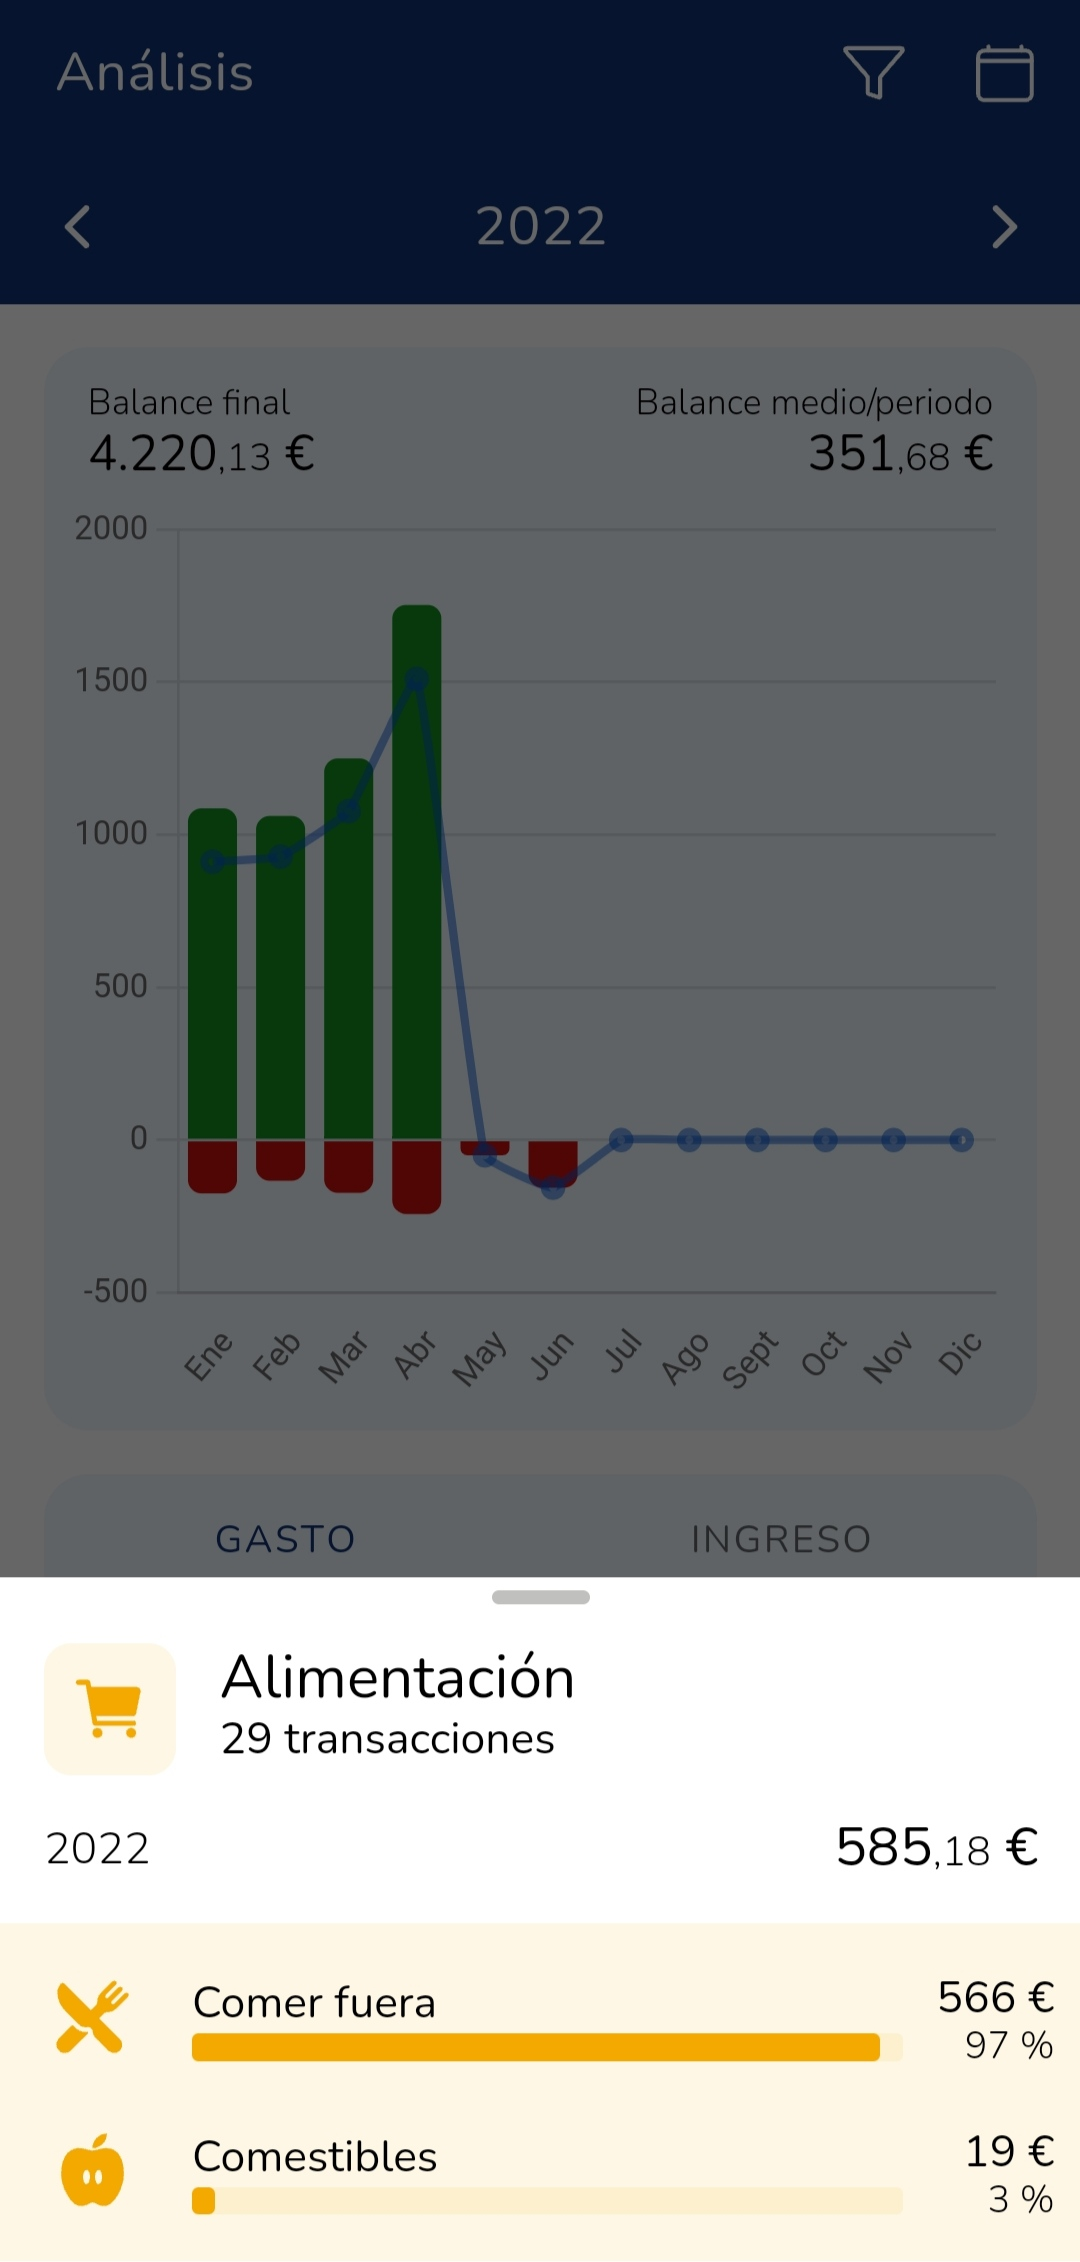 Análisis
2022
Balance final
Balance medio/periodo
4.220,13 €
351,68 €
2000
1500
1000
500
0
-500
Ene Feb Mar Abr May Jun Jul Ago Sept Oct Nov Dic
GASTO
INGRESO
Alimentación
29 transacciones
2022
585,18 €
Comer fuera
566 €
97 %
Comestibles
19 €
3 %